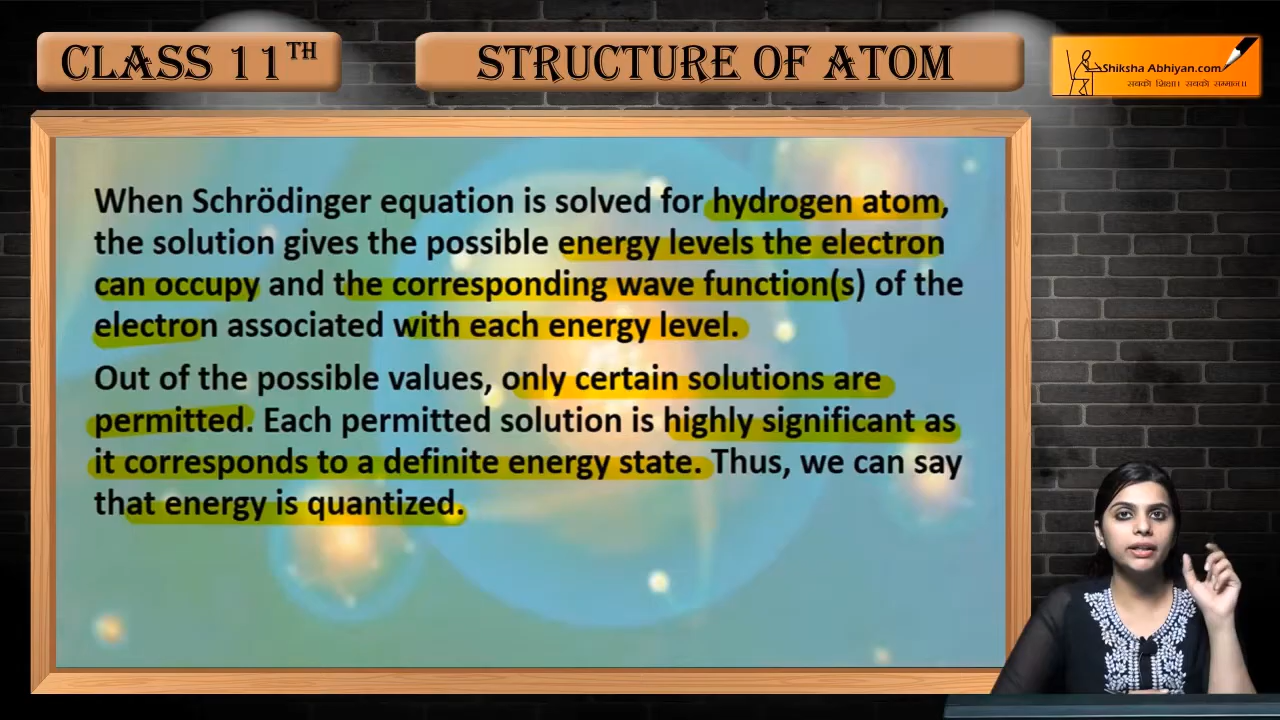 CLASS 11TH
STRUCTURE OF ATOM
Shiksha Abhiyan.com
सबको शिक्षा। सबको सम्मान।।
When Schrödinger equation is solved for hydrogen atom,
the solution gives the possible energy levels the electron
can occupy and the corresponding wave function(s) of the
electron associated with each energy level.
Out of the possible values, only certain solutions are
permitted. Each permitted solution is highly significant as
it corresponds to a definite energy state. Thus, we can say
that energy is quantized.